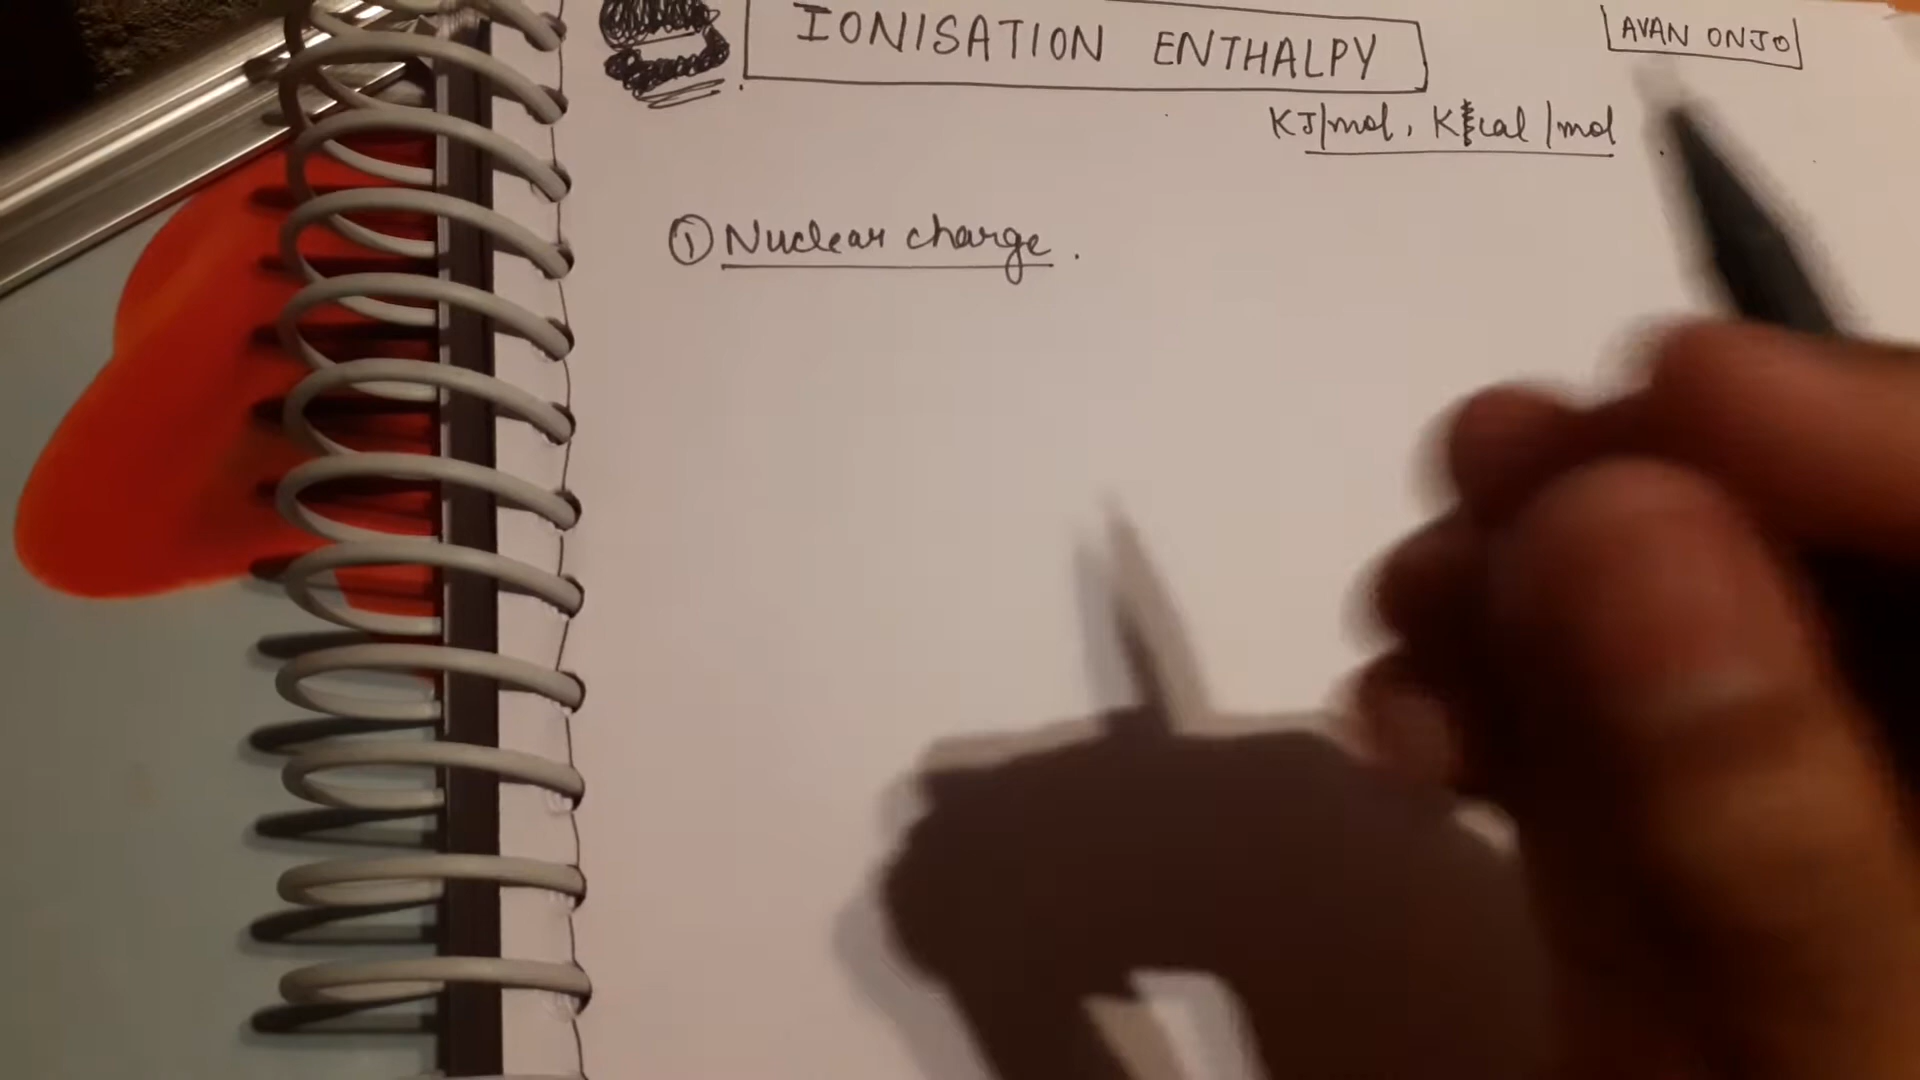 IONISATION ENTHALPY
AVAN ONJO
KJ/mol, Kcal/mol
① Nuclear charge.